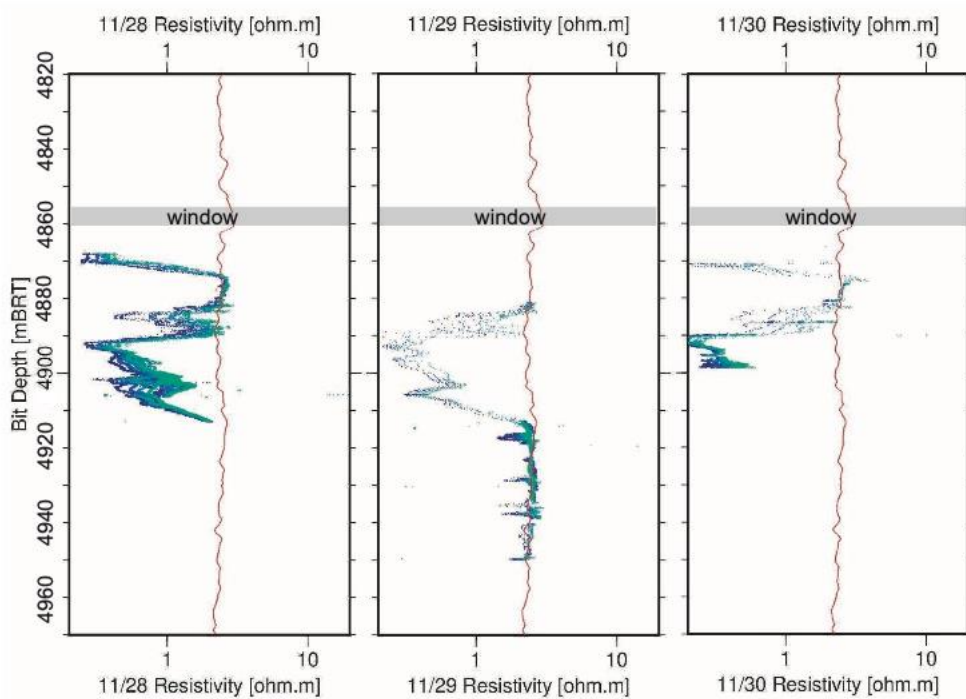 11/28 Resistivity [ohm.m] 11/29 Resistivity [ohm.m] 11/30 Resistivity [ohm.m]
1 10 1 10 1 10
Bit Depth [mBRT]
4820
4840
4860
4880
4900
4920
4940
4960
window window window
1 10 1 10 1 10
11/28 Resistivity [ohm.m] 11/29 Resistivity [ohm.m] 11/30 Resistivity [ohm.m]